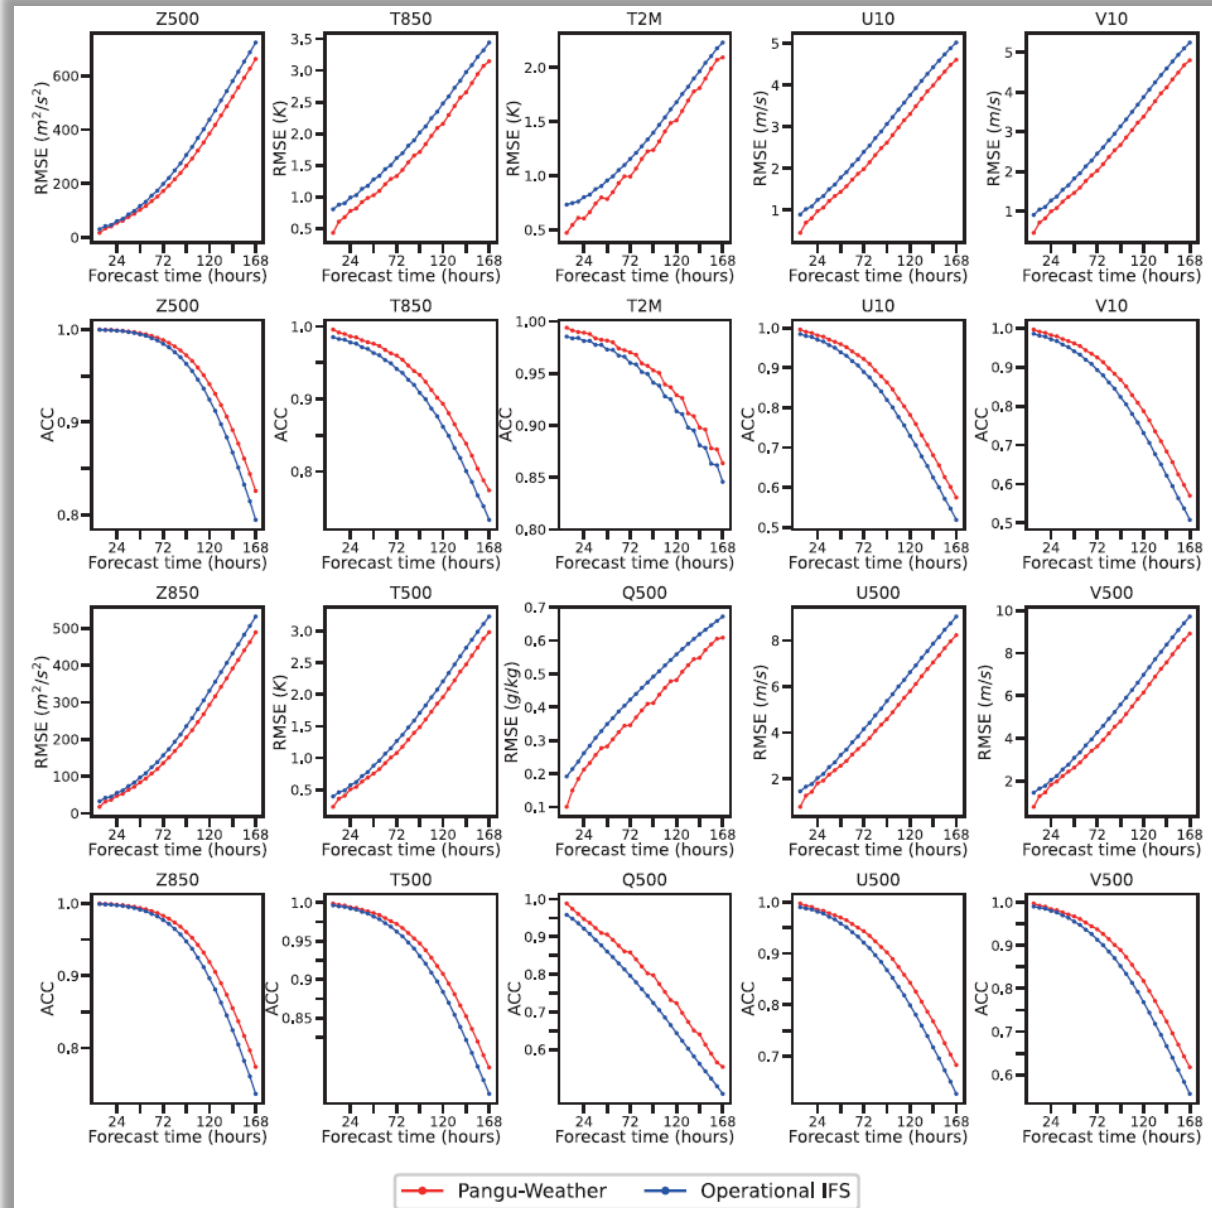 Z500 T850 T2M U10 V10
RMSE (m²/s²) 600 400 200 0
RMSE (K) 3.5 3.0 2.5 2.0 1.5 1.0 0.5
RMSE (K) 2.0 1.5 1.0 0.5
RMSE (m/s) 5 4 3 2 1
RMSE (m/s) 5 4 3 2 1
24 72 120 168 24 72 120 168 24 72 120 168 24 72 120 168 24 72 120 168
Forecast time (hours) Forecast time (hours) Forecast time (hours) Forecast time (hours) Forecast time (hours)
Z500 T850 T2M U10 V10
ACC 1.0 0.9 0.8
ACC 1.0 0.9 0.8
ACC 1.00 0.95 0.90 0.85 0.80
ACC 1.0 0.9 0.8 0.7 0.6 0.5
ACC 1.0 0.9 0.8 0.7 0.6 0.5
24 72 120 168 24 72 120 168 24 72 120 168 24 72 120 168 24 72 120 168
Forecast time (hours) Forecast time (hours) Forecast time (hours) Forecast time (hours) Forecast time (hours)
Z850 T500 Q500 U500 V500
RMSE (m²/s²) 500 400 300 200 100 0
RMSE (K) 3.0 2.5 2.0 1.5 1.0 0.5
RMSE (g/kg) 0.7 0.6 0.5 0.4 0.3 0.2 0.1
RMSE (m/s) 8 6 4 2
RMSE (m/s) 10 8 6 4 2
24 72 120 168 24 72 120 168 24 72 120 168 24 72 120 168 24 72 120 168
Forecast time (hours) Forecast time (hours) Forecast time (hours) Forecast time (hours) Forecast time (hours)
Z850 T500 Q500 U500 V500
ACC 1.0 0.9 0.8
ACC 1.00 0.95 0.90 0.85
ACC 1.0 0.9 0.8 0.7 0.6
ACC 1.0 0.9 0.8 0.7
ACC 1.0 0.9 0.8 0.7 0.6
24 72 120 168 24 72 120 168 24 72 120 168 24 72 120 168 24 72 120 168
Forecast time (hours) Forecast time (hours) Forecast time (hours) Forecast time (hours) Forecast time (hours)
Pangu-Weather Operational IFS